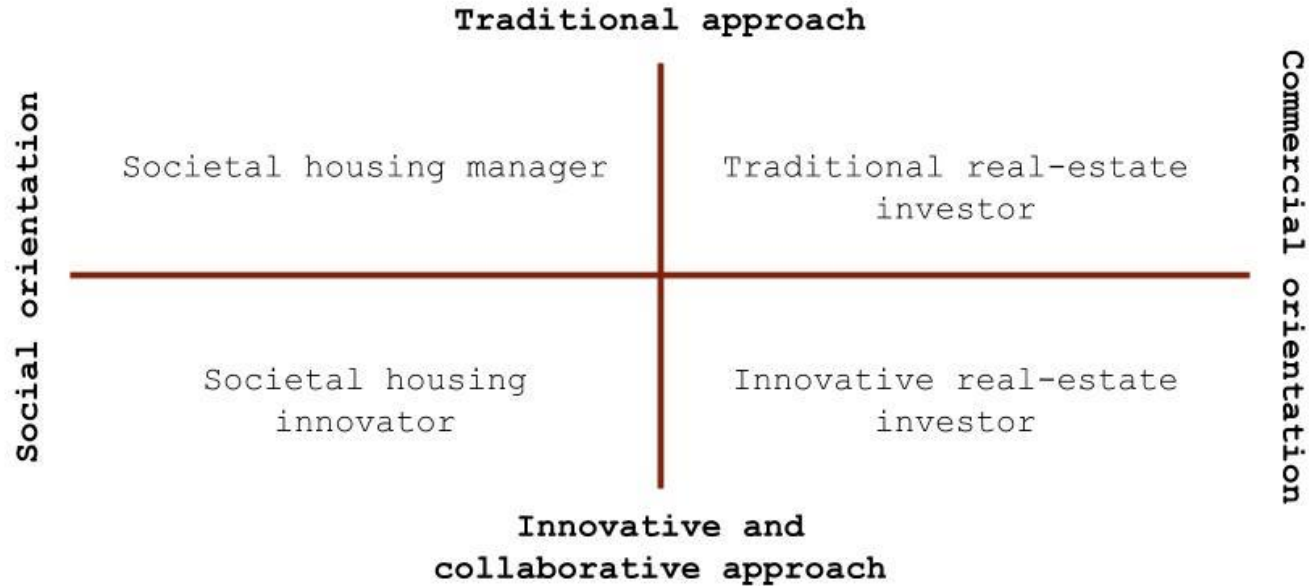 Traditional approach
Social orientation
Commercial orientation
Societal housing manager
Traditional real-estate
investor
Societal housing
innovator
Innovative real-estate
investor
Innovative and
collaborative approach